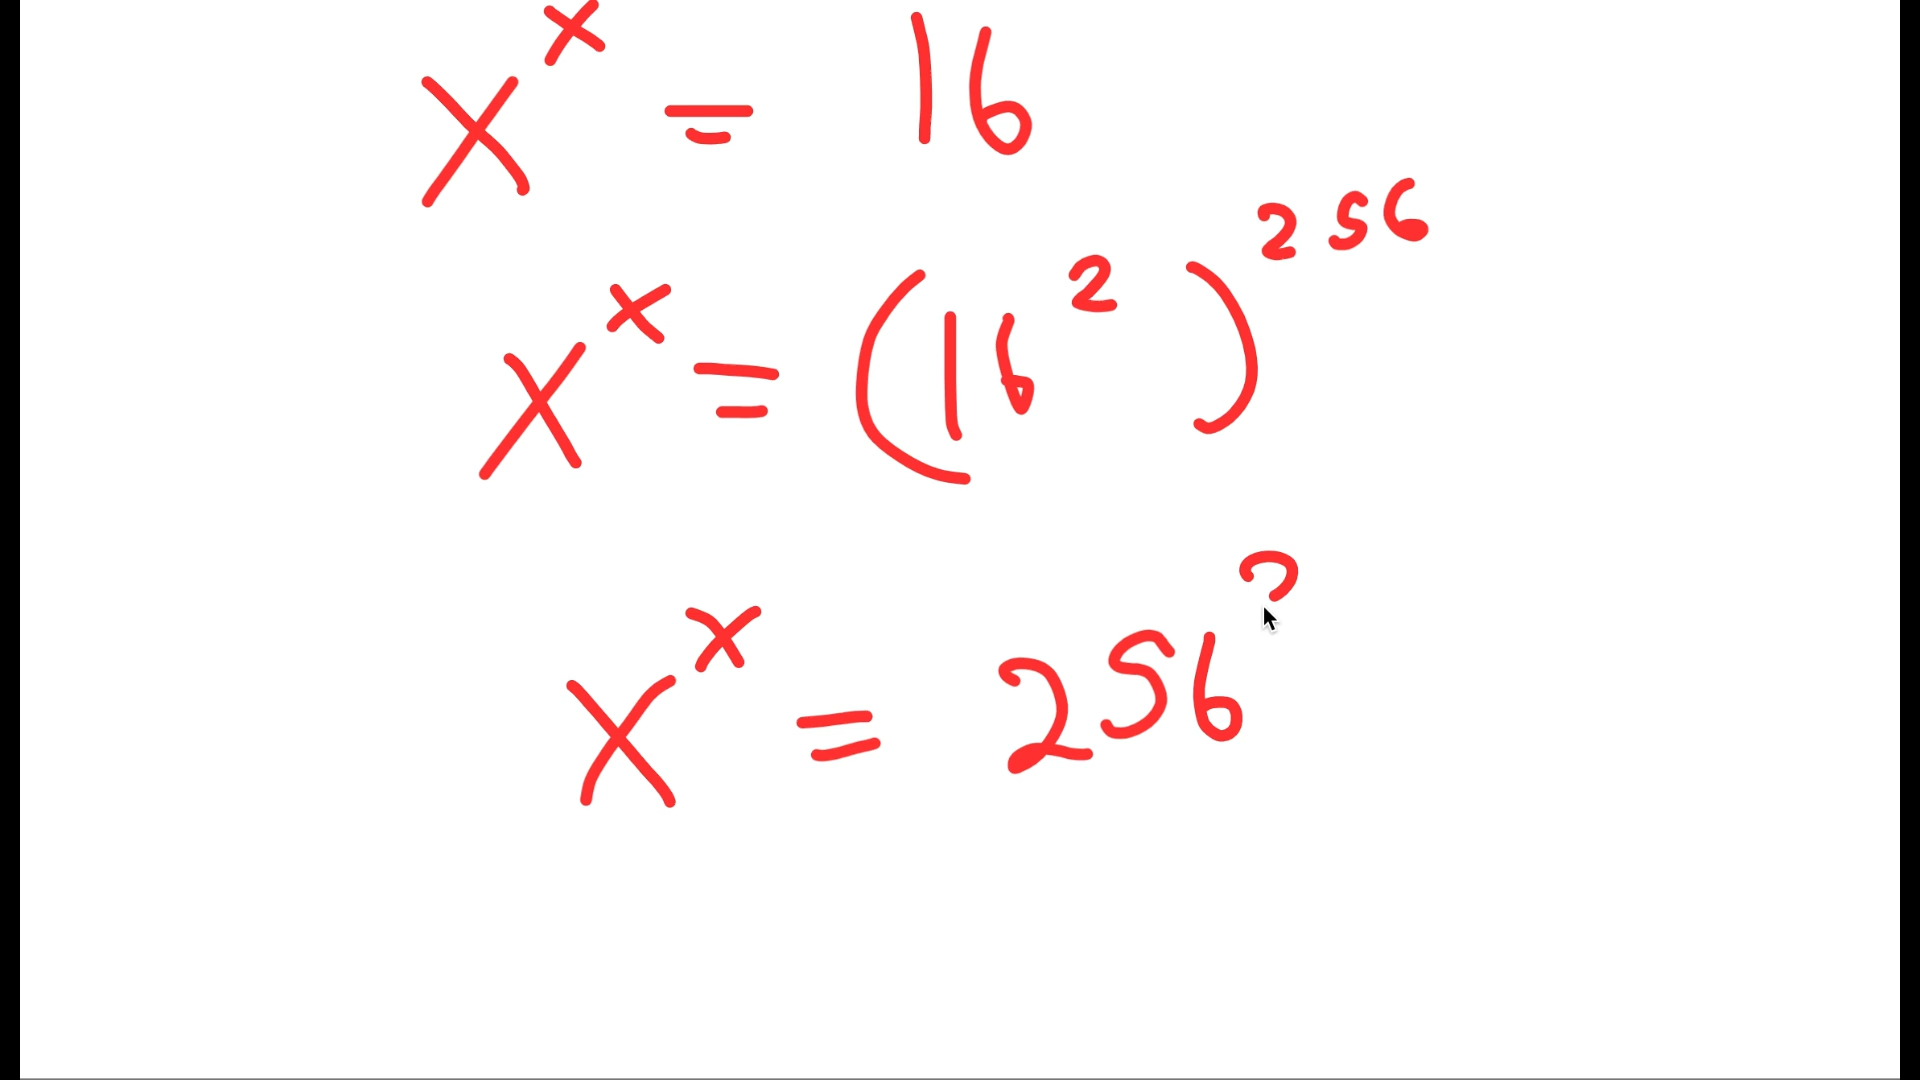 x^x = 16
x^x = (16^2)^256
x^x = 256^?